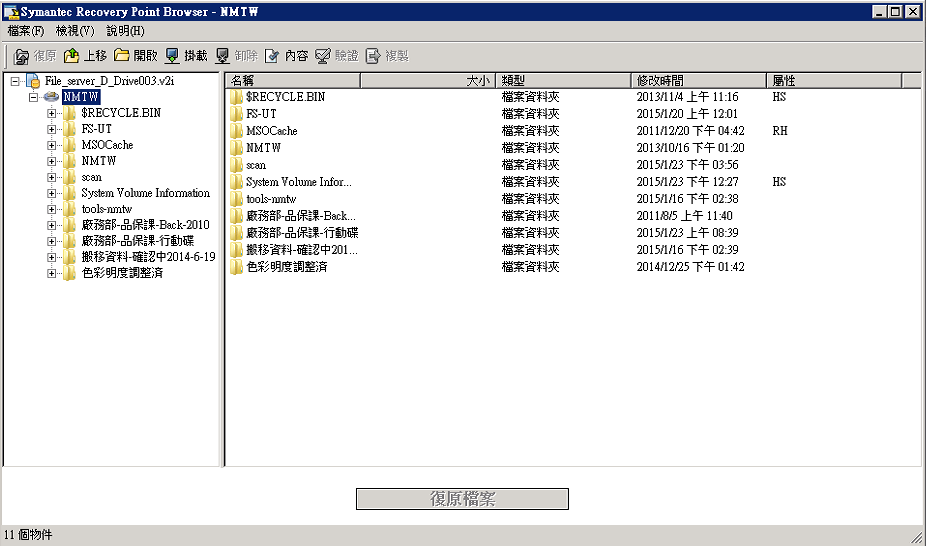 Symantec Recovery Point Browser - NMTW
檔案(F) 檢視(V) 說明(H)
復原 上移 開啟 掛載 卸除 內容 驗證 複製
File_server_D_Drive003.v2i
NMTW
$RECYCLE.BIN
FS-UT
MSOCache
NMTW
scan
System Volume Information
tools-nmtw
廠務部-品保課-Back-2010
廠務部-品保課-行動碟
搬移資料-確認中2014-6-19
色彩明度調整済
名稱 大小 類型 修改時間 屬性
$RECYCLE.BIN 檔案資料夾 2013/11/4 上午 11:16 HS
FS-UT 檔案資料夾 2015/1/20 上午 12:01
MSOCache 檔案資料夾 2011/12/20 下午 04:42 RH
NMTW 檔案資料夾 2013/10/16 下午 01:20
scan 檔案資料夾 2015/1/23 下午 03:56
System Volume Infor... 檔案資料夾 2015/1/23 下午 12:27 HS
tools-nmtw 檔案資料夾 2015/1/16 下午 02:38
廠務部-品保課-Back... 檔案資料夾 2011/8/5 上午 11:40
廠務部-品保課-行動碟 檔案資料夾 2015/1/23 上午 08:39
搬移資料-確認中201... 檔案資料夾 2015/1/16 下午 02:39
色彩明度調整済 檔案資料夾 2014/12/25 下午 01:42
復原檔案
11 個物件